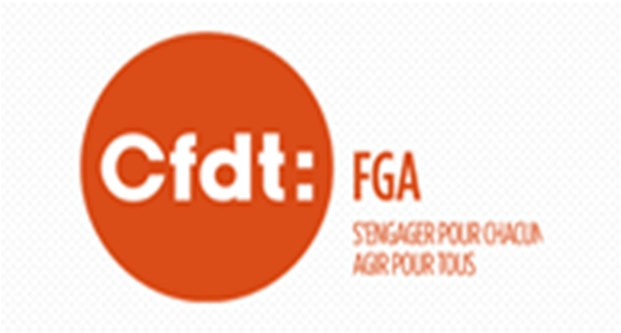 Cfdt:
FGA
S'ENGAGER POUR CHACUN
AGIR POUR TOUS